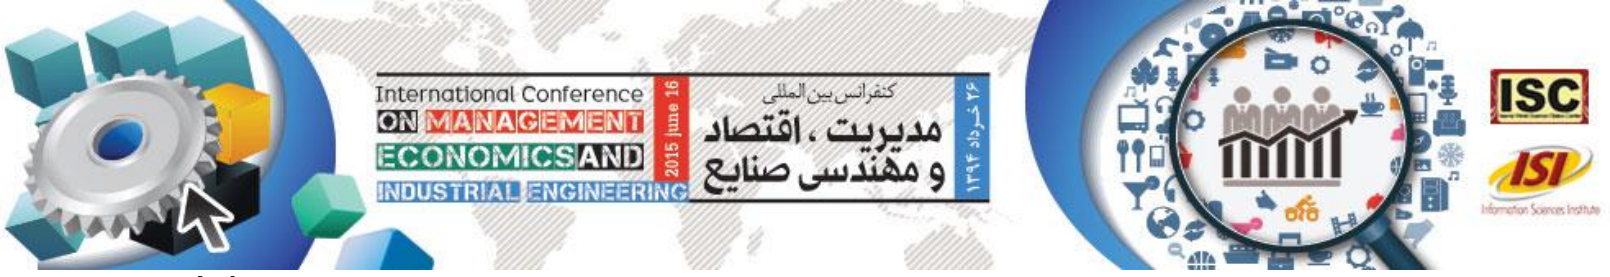 International Conference
ON MANAGEMENT
ECONOMICS AND
INDUSTRIAL ENGINEERING
2015 june 16
کنفرانس بین المللی
مدیریت ، اقتصاد
و مهندسی صنایع
۲۶ خرداد ۱۳۹۴
ISC
ISI
Information Sciences Institute